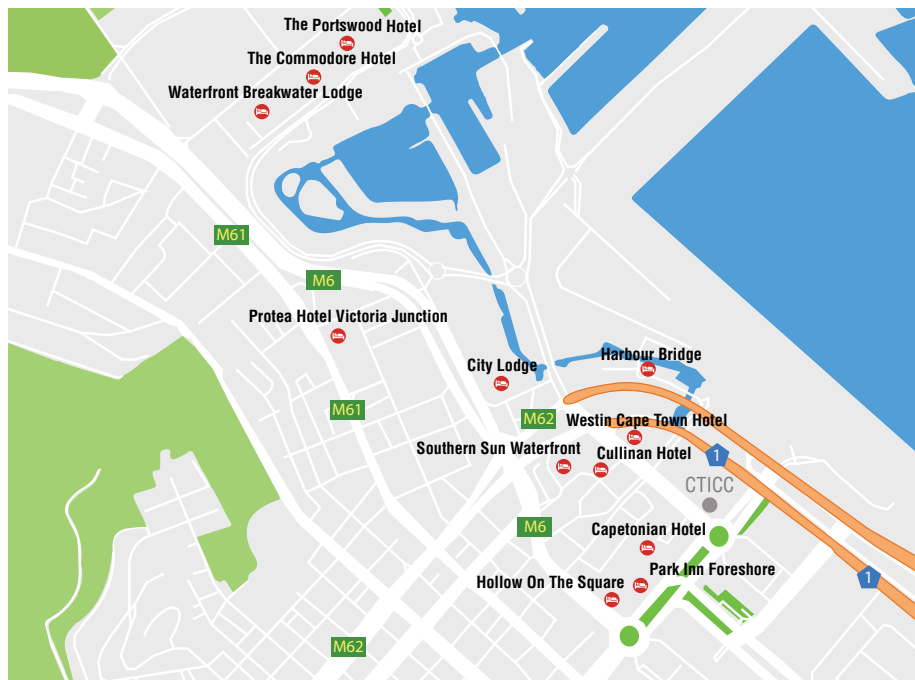 The Portswood Hotel
The Commodore Hotel
Waterfront Breakwater Lodge
M61
M6
Protea Hotel Victoria Junction
Harbour Bridge
City Lodge
M61
M62
Westin Cape Town Hotel
Southern Sun Waterfront
Cullinan Hotel
1
CTICC
M6
Capetonian Hotel
Park Inn Foreshore
1
Hollow On The Square
M62